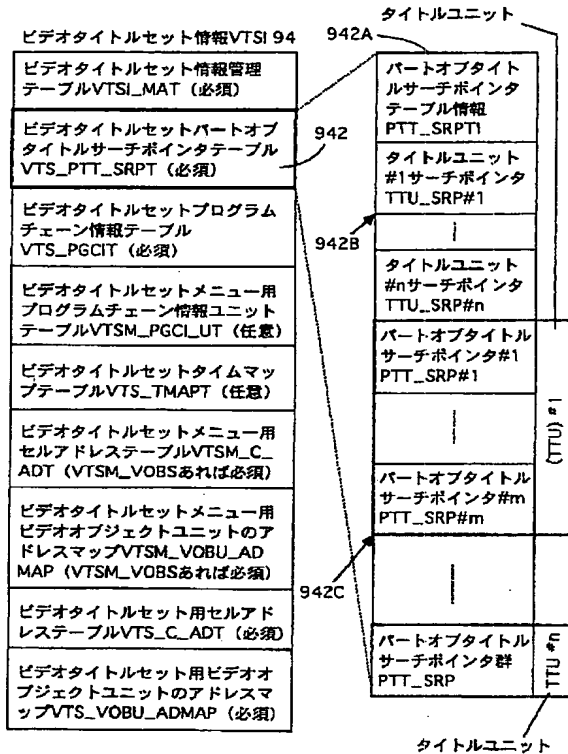 ビデオタイトルセット情報VTSI 94
ビデオタイトルセット情報管理
テーブルVTSI_MAT (必須)
ビデオタイトルセットパートオブ
タイトルサーチポインタテーブル
VTS_PTT_SRPT (必須)
ビデオタイトルセットプログラム
チェーン情報テーブル
VTS_PGCIT (必須)
ビデオタイトルセットメニュー用
プログラムチェーン情報ユニット
テーブルVTSM_PGCI_UT (任意)
ビデオタイトルセットタイムマッ
プテーブルVTS_TMAPT (任意)
ビデオタイトルセットメニュー用
セルアドレステーブルVTSM_C_
ADT (VTSM_VOBSあれば必須)
ビデオタイトルセットメニュー用
ビデオオブジェクトユニットのア
ドレスマップVTSM_VOBU_AD
MAP (VTSM_VOBSあれば必須)
ビデオタイトルセット用セルアド
レステーブルVTS_C_ADT (必須)
ビデオタイトルセット用ビデオオ
ブジェクトユニットのアドレスマ
ップVTS_VOBU_ADMAP (必須)
942
942A
942B
942C
タイトルユニット
パートオブタイト
ルサーチポインタ
テーブル情報
PTT_SRPTI
タイトルユニット
#1サーチポインタ
TTU_SRP#1
タイトルユニット
#nサーチポインタ
TTU_SRP#n
パートオブタイトル
サーチポインタ#1
PTT_SRP#1
パートオブタイトル
サーチポインタ#m
PTT_SRP#m
(TTU) #1
パートオブタイトル
サーチポインタ群
PTT_SRP
TTU #n
タイトルユニット